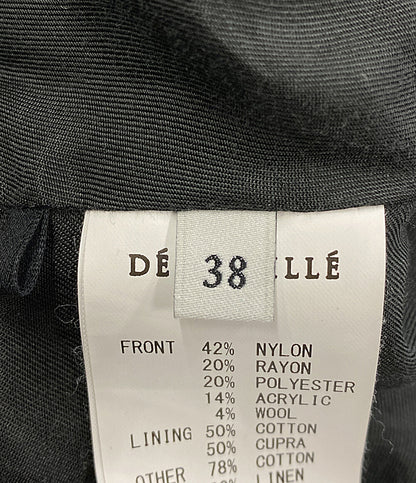 DÉ
38
ILLÉ
FRONT 42% NYLON
20% RAYON
20% POLYESTER
14% ACRYLIC
4% WOOL
LINING 50% COTTON
50% CUPRA
OTHER 78% COTTON
LINEN